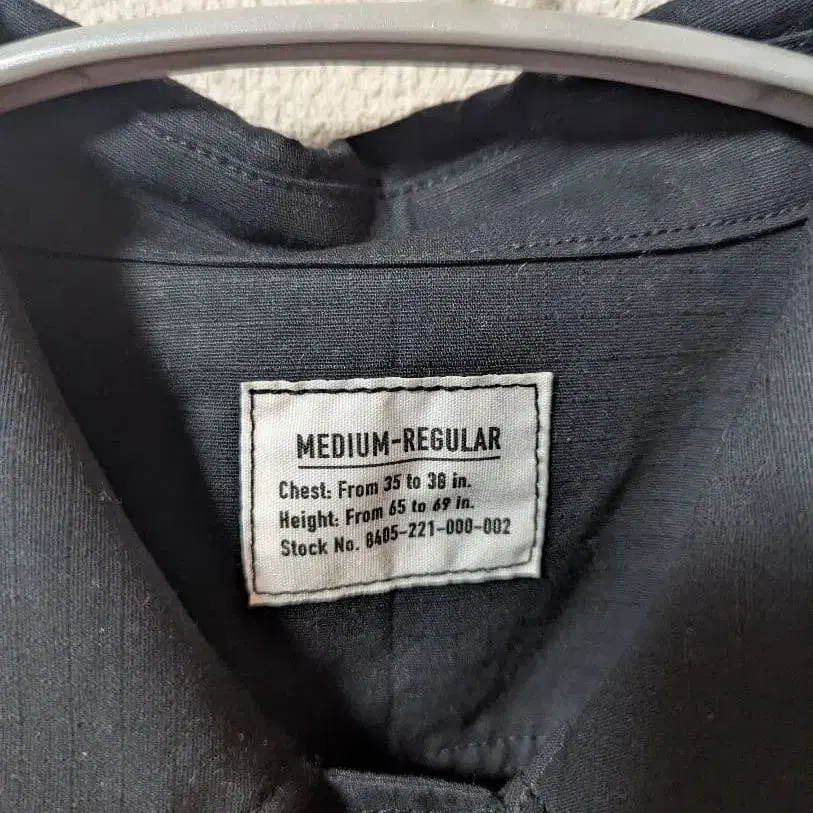 MEDIUM-REGULAR
Chest: From 35 to 38 in.
Height: From 65 to 69 in.
Stock No. 8405-221-000-002